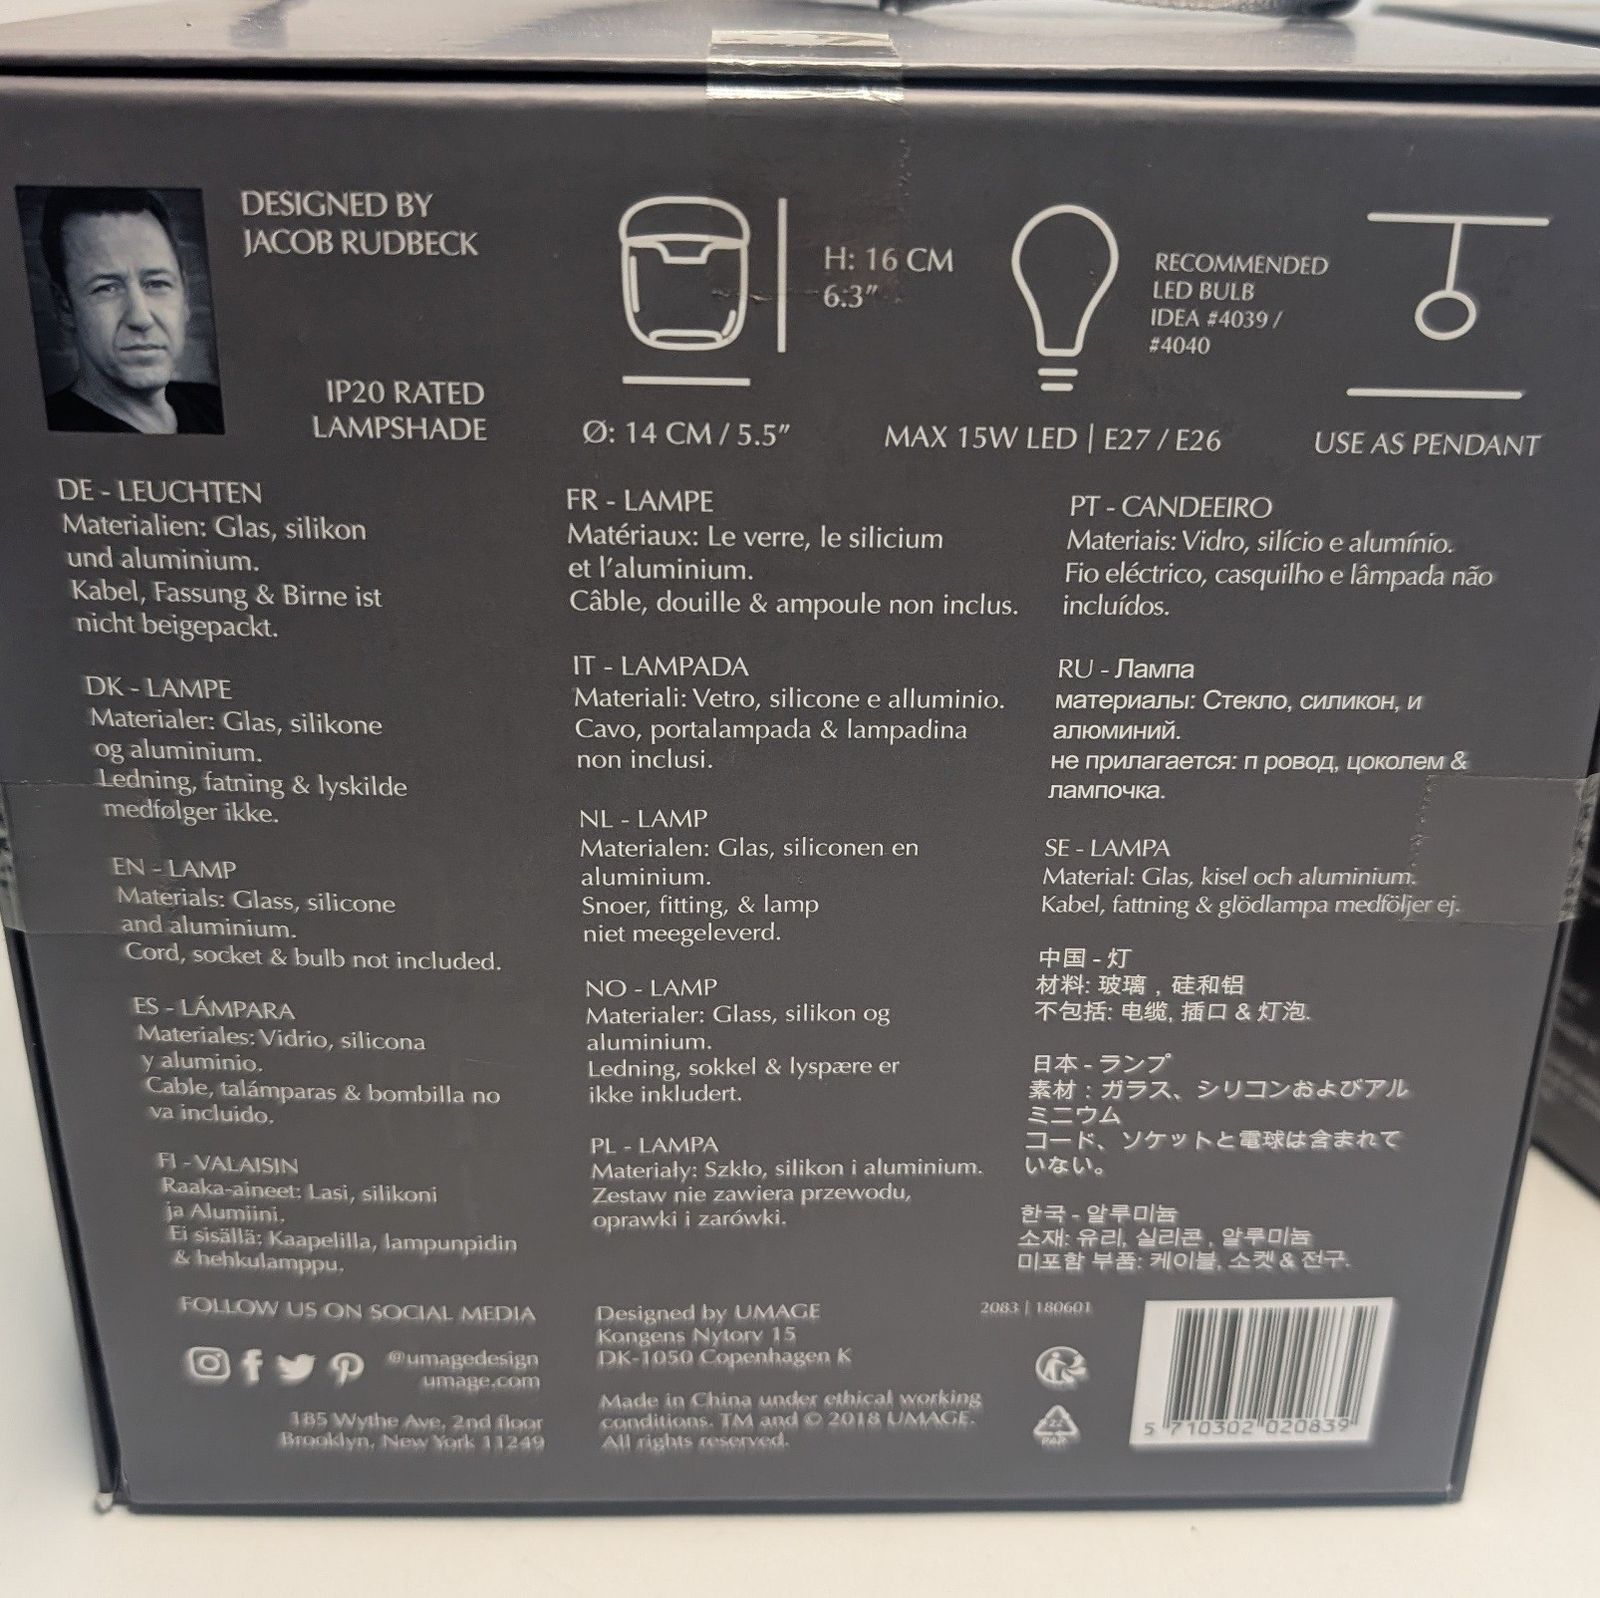 DESIGNED BY
JACOB RUDBECK
IP20 RATED
LAMPSHADE
H: 16 CM
6.3"
Ø: 14 CM / 5.5"
RECOMMENDED
LED BULB
IDEA #4039 /
#4040
MAX 15W LED | E27 / E26
USE AS PENDANT
DE - LEUCHTEN
Materialien: Glas, silikon
und aluminium.
Kabel, Fassung & Birne ist
nicht beigepackt.
DK - LAMPE
Materialer: Glas, silikone
og aluminium.
Ledning, fatning & lyskilde
medfølger ikke.
EN - LAMP
Materials: Glass, silicone
and aluminium.
Cord, socket & bulb not included.
ES - LÁMPARA
Materiales: Vidrio, silicona
y aluminio.
Cable, talámparas & bombilla no
va incluido.
FI - VALAISIN
Raaka-aineet: Lasi, silikoni
ja Alumiini.
Ei sisällä: Kaapelilla, lampunpidin
& hehkulamppu.
FR - LAMPE
Matériaux: Le verre, le silicium
et l'aluminium.
Câble, douille & ampoule non inclus.
IT - LAMPADA
Materiali: Vetro, silicone e alluminio.
Cavo, portalampada & lampadina
non inclusi.
NL - LAMP
Materialen: Glas, siliconen en
aluminium.
Snoer, fitting, & lamp
niet meegeleverd.
NO - LAMP
Materialer: Glass, silikon og
aluminium.
Ledning, sokkel & lyspære er
ikke inkludert.
PL - LAMPA
Materiały: Szkło, silikon i aluminium.
Zestaw nie zawiera przewodu,
oprawki i zarówki.
PT - CANDEEIRO
Materiais: Vidro, silício e alumínio.
Fio eléctrico, casquilho e lâmpada não
incluídos.
RU - Лампа
материалы: Стекло, силикон, и
алюминий.
не прилагается: п ровод, цоколем &
лампочка.
SE - LAMPA
Material: Glas, kisel och aluminium.
Kabel, fattning & glödlampa medföljer ej.
中国 - 灯
材料: 玻璃，硅和铝
不包括: 电缆, 插口 & 灯泡.
日本 - ランプ
素材：ガラス、シリコンおよびアル
ミニウム
コード、ソケットと電球は含まれて
いない。
한국 - 알루미늄
소재: 유리, 실리콘 , 알루미늄
미포함 부품: 케이블, 소켓 & 전구.
FOLLOW US ON SOCIAL MEDIA
@umagedesign
umage.com
185 Wythe Ave, 2nd floor
Brooklyn, New York 11249
Designed by UMAGE
Kongens Nytorv 15
DK-1050 Copenhagen K
Made in China under ethical working
conditions. TM and © 2018 UMAGE.
All rights reserved.
2083 | 180601
22
PAP
5 710302 020839